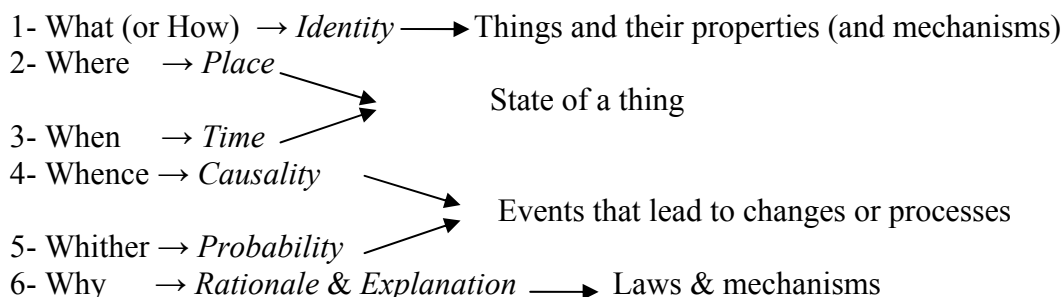 1- What (or How) → Identity → Things and their properties (and mechanisms)
2- Where → Place
State of a thing
3- When → Time
4- Whence → Causality
Events that lead to changes or processes
5- Whither → Probability
6- Why → Rationale & Explanation → Laws & mechanisms